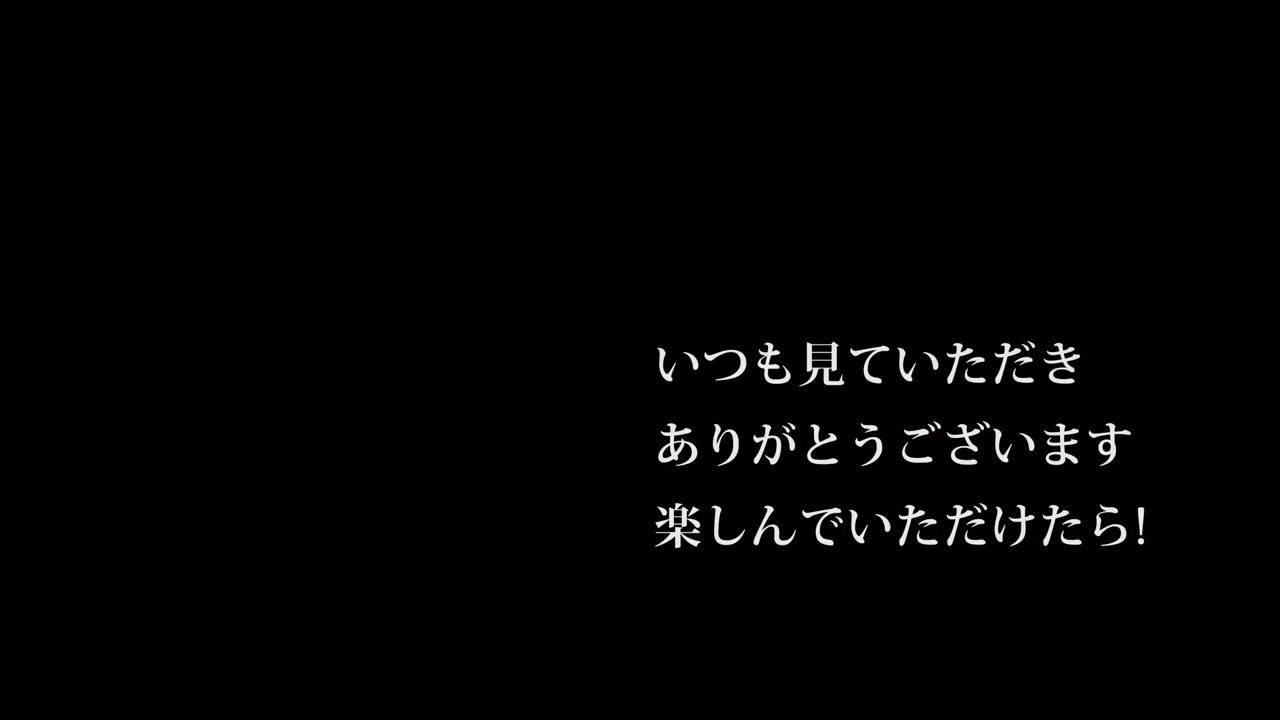 いつも見ていただき
ありがとうございます
楽しんでいただけたら!